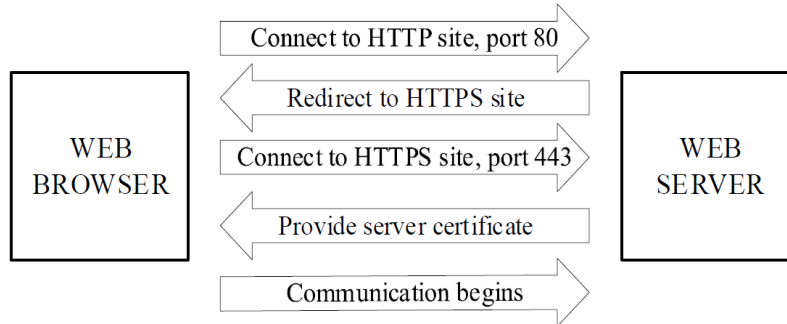 Connect to HTTP site, port 80
Redirect to HTTPS site
WEB
BROWSER
Connect to HTTPS site, port 443
WEB
SERVER
Provide server certificate
Communication begins